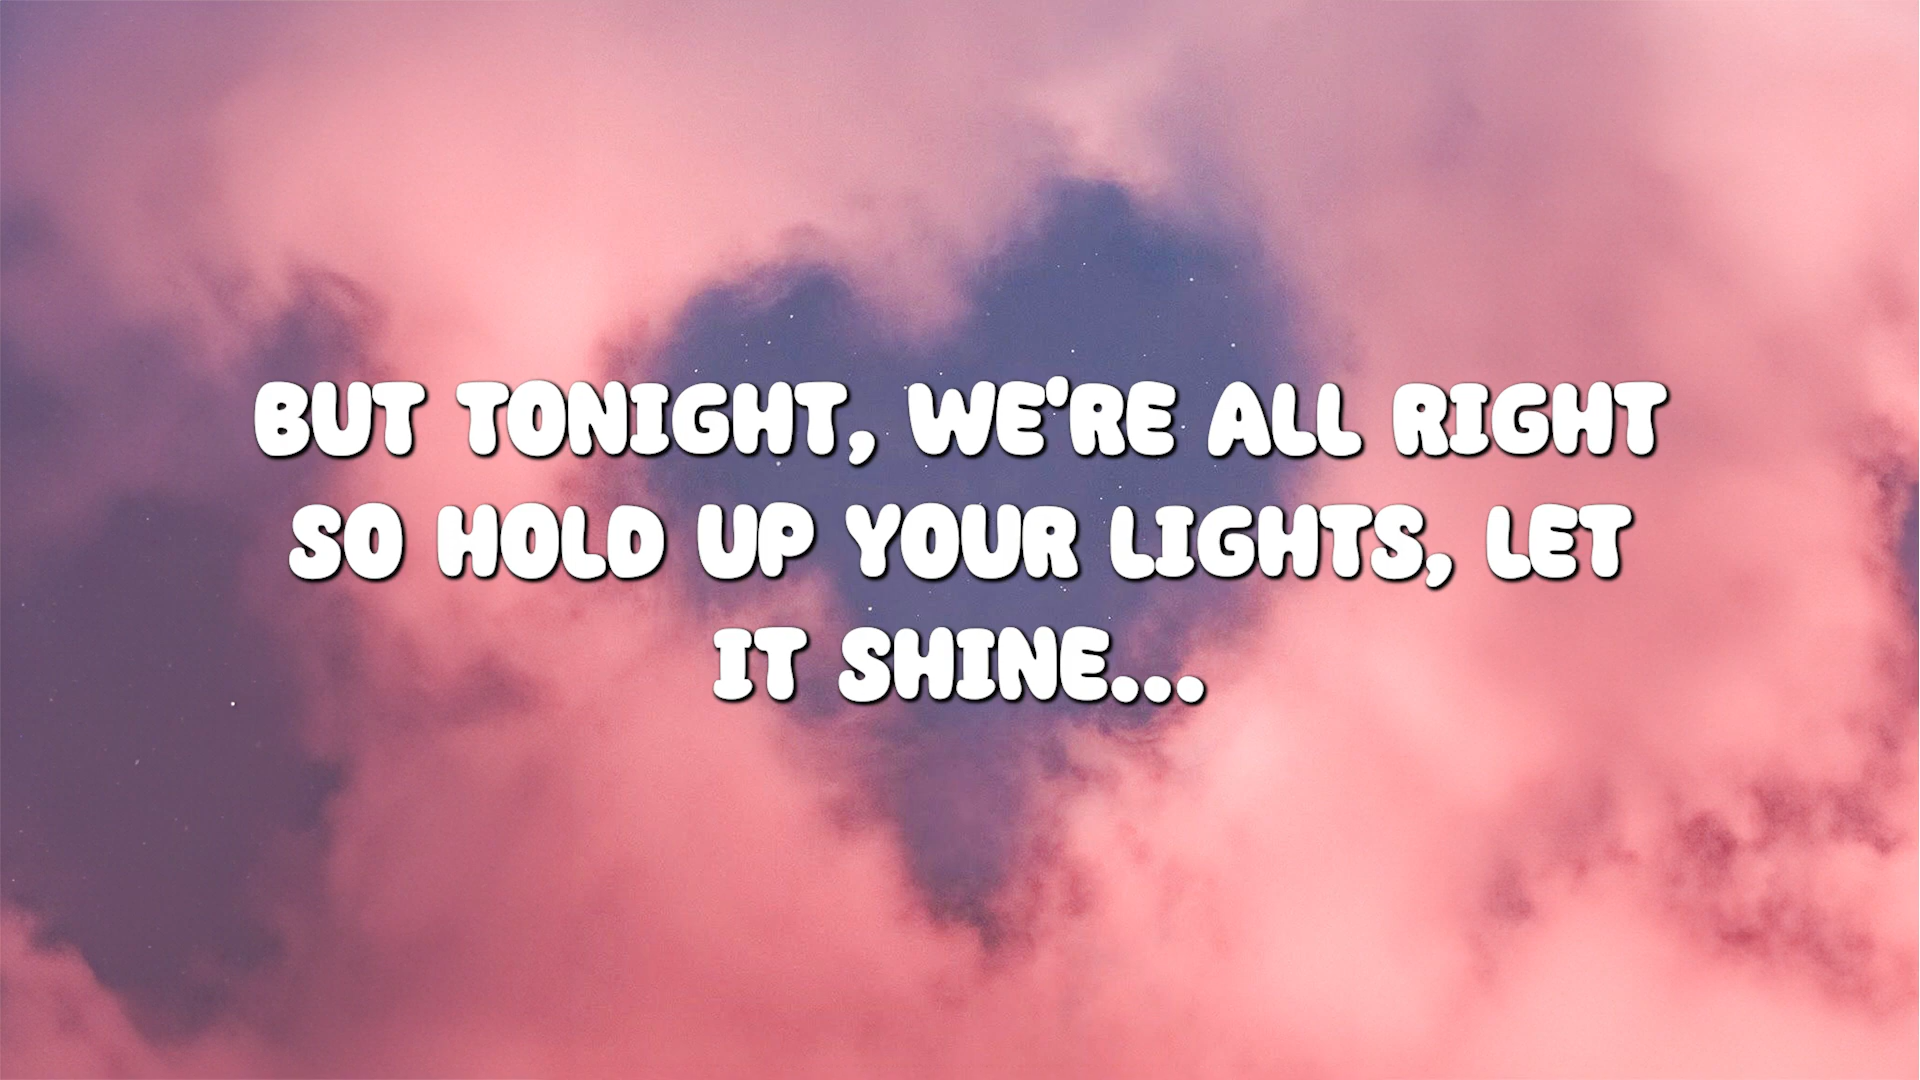 BUT TONIGHT, WE'RE ALL RIGHT
SO HOLD UP YOUR LIGHTS, LET
IT SHINE...